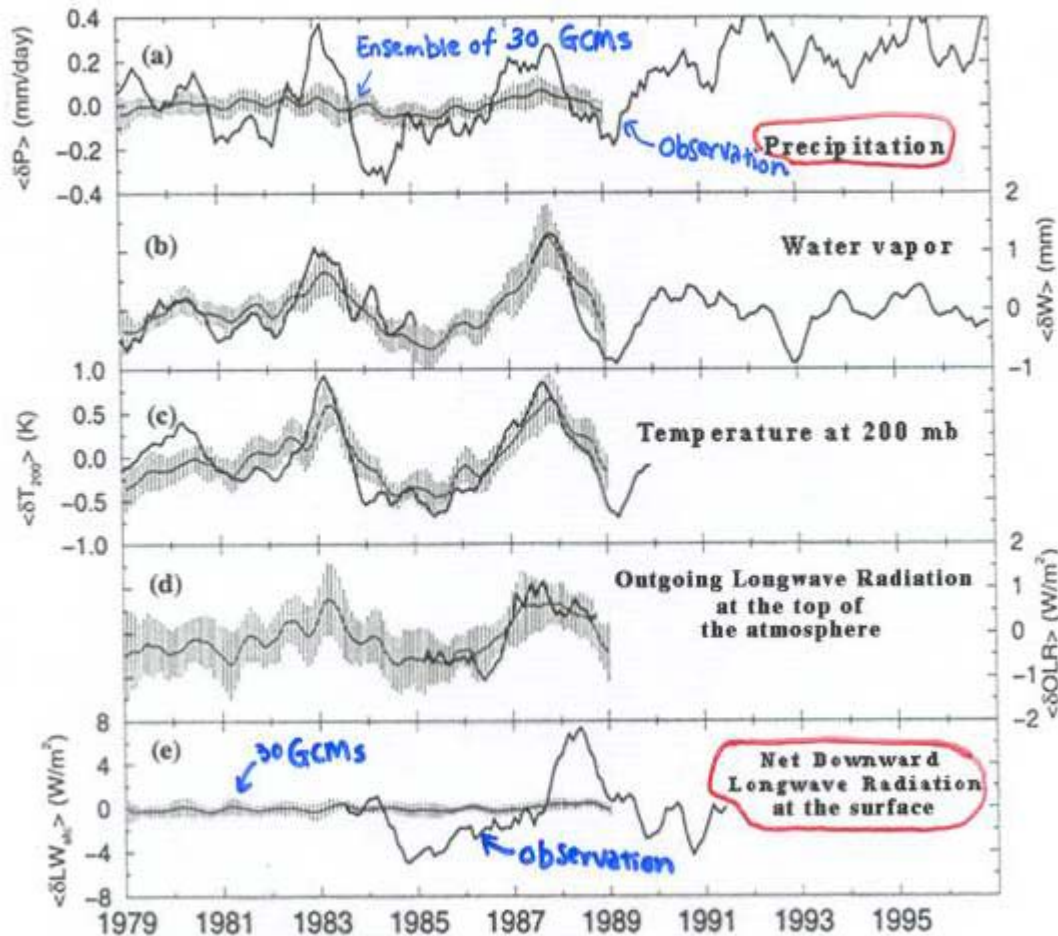 0.4
0.2
0.0
−0.2
−0.4
<δP> (mm/day)
(a)
Ensemble of 30 GCMs
Observation
Precipitation
2
1
0
−1
<δW> (mm)
(b)
Water vapor
1.0
0.5
0.0
−0.5
−1.0
<δT200> (K)
(c)
Temperature at 200 mb
2
1
0
−1
−2
<δOLR> (W/m²)
(d)
Outgoing Longwave Radiation
at the top of
the atmosphere
8
4
0
−4
−8
(e)
30 GCMs
Observation
Net Downward
Longwave Radiation
at the surface
1979 1981 1983 1985 1987 1989 1991 1993 1995